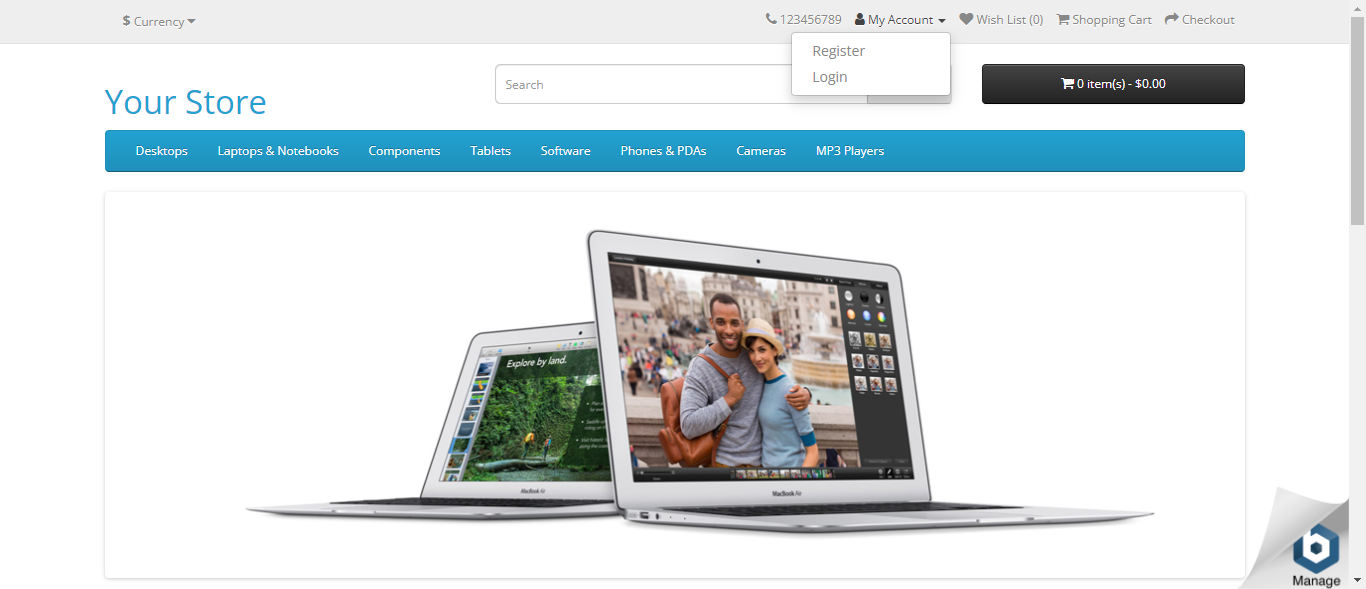 $ Currency
123456789 My Account Wish List (0) Shopping Cart Checkout
Register
Login
Your Store
Search
0 item(s) - $0.00
Desktops Laptops & Notebooks Components Tablets Software Phones & PDAs Cameras MP3 Players
Explore by land.
MacBook Air
MacBook Air
Manage